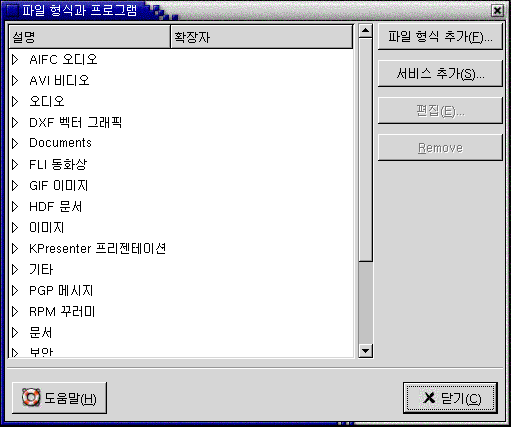 파일 형식과 프로그램
설명 확장자
AIFC 오디오
AVI 비디오
오디오
DXF 벡터 그래픽
Documents
FLI 동화상
GIF 이미지
HDF 문서
이미지
KPresenter 프리젠테이션
기타
PGP 메시지
RPM 꾸러미
문서
보안
파일 형식 추가(F)...
서비스 추가(S)...
편집(E)...
Remove
도움말(H)
닫기(C)